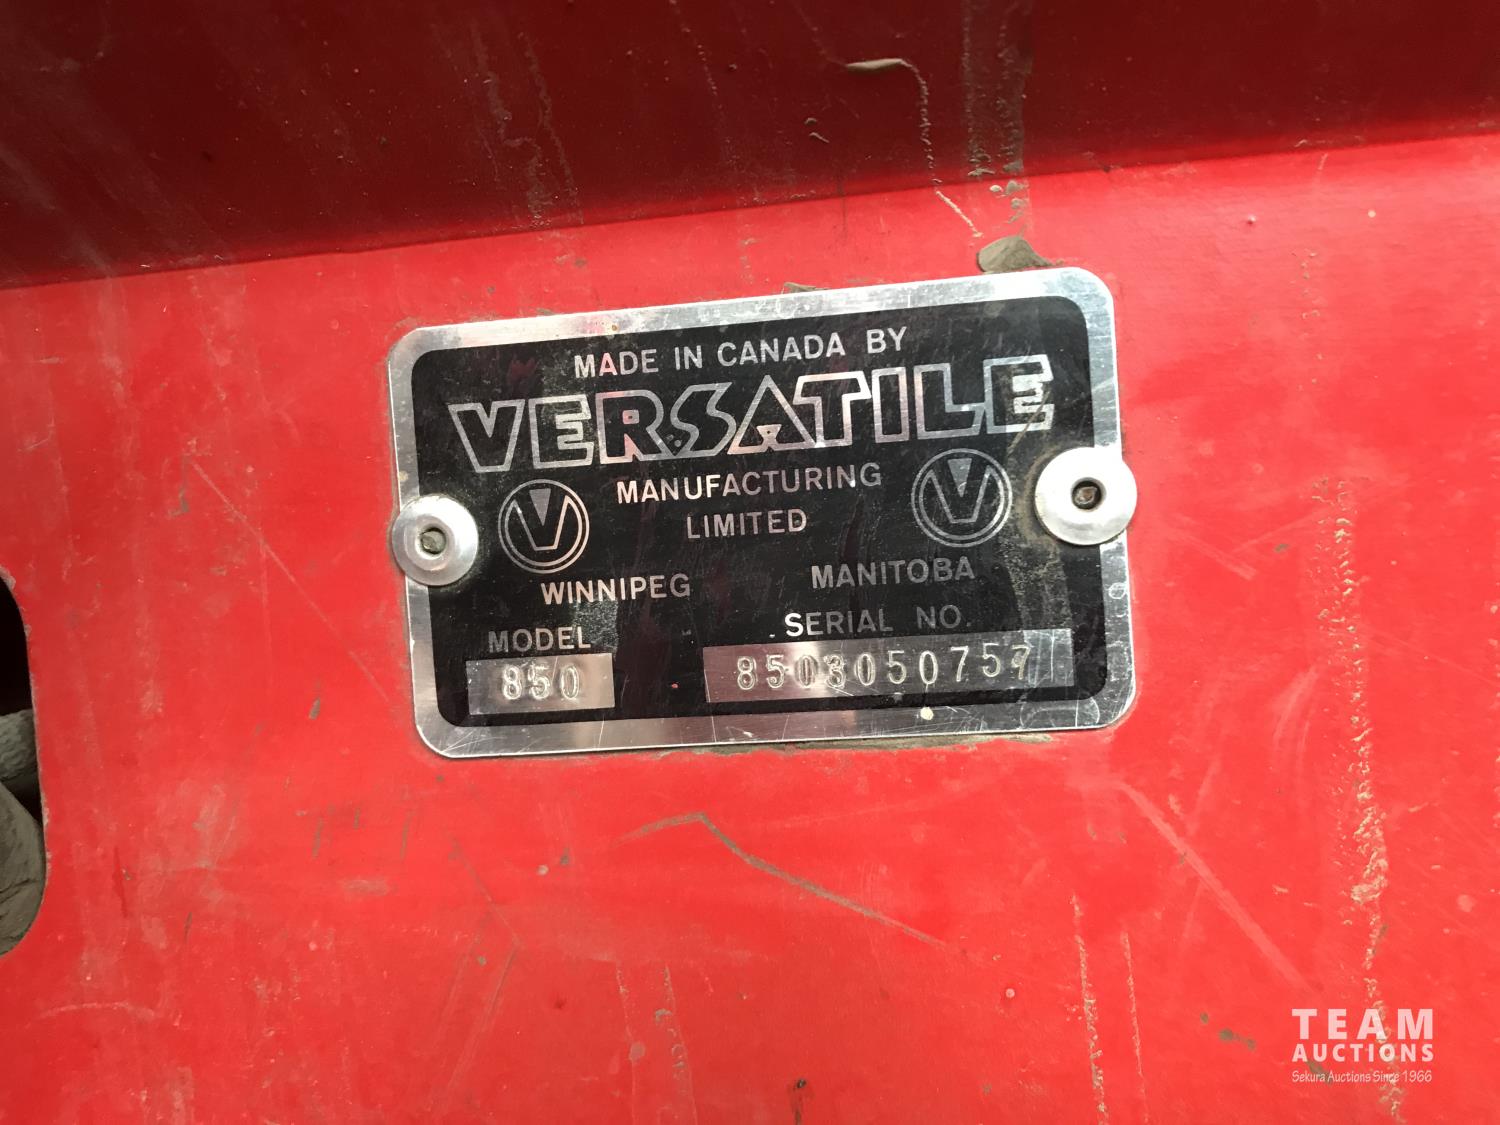 MADE IN CANADA BY
VERSATILE
MANUFACTURING
LIMITED
WINNIPEG MANITOBA
MODEL SERIAL NO.
850 8503050757
TEAM
AUCTIONS
Sekura Auctions Since 1966